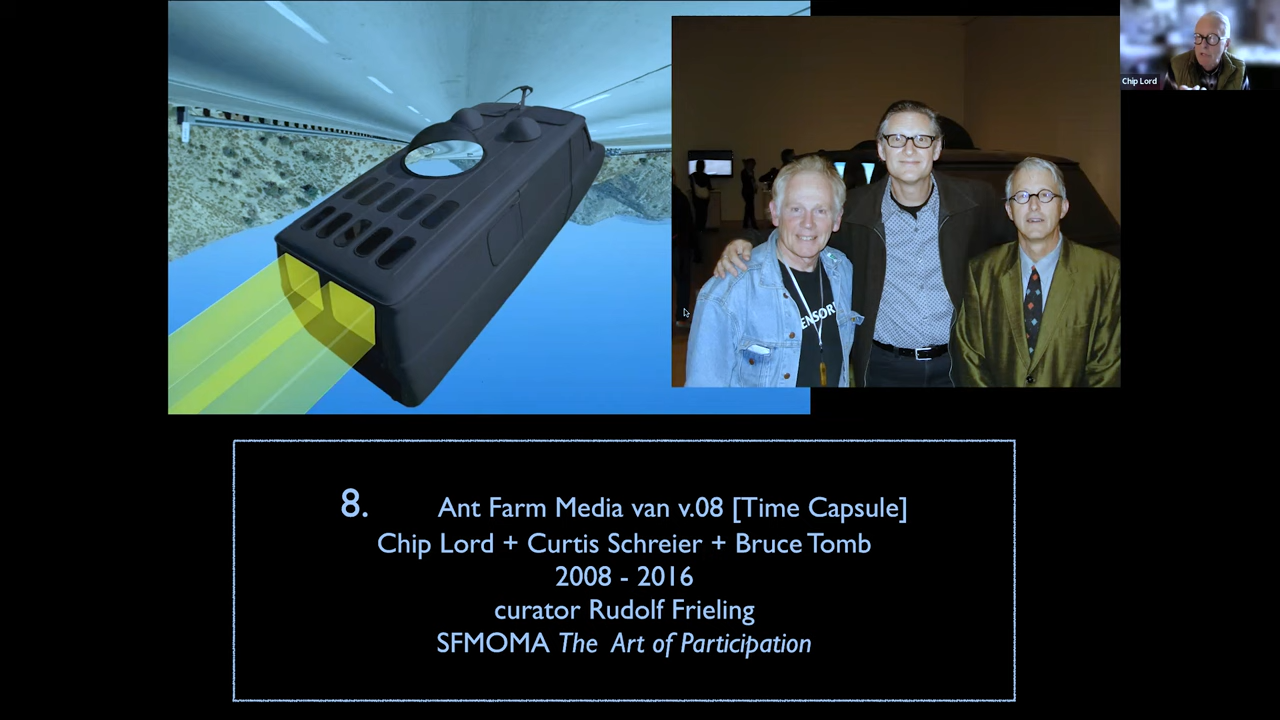 Chip Lord
ENSOR
8. Ant Farm Media van v.08 [Time Capsule]
Chip Lord + Curtis Schreier + Bruce Tomb
2008 - 2016
curator Rudolf Frieling
SFMOMA The Art of Participation